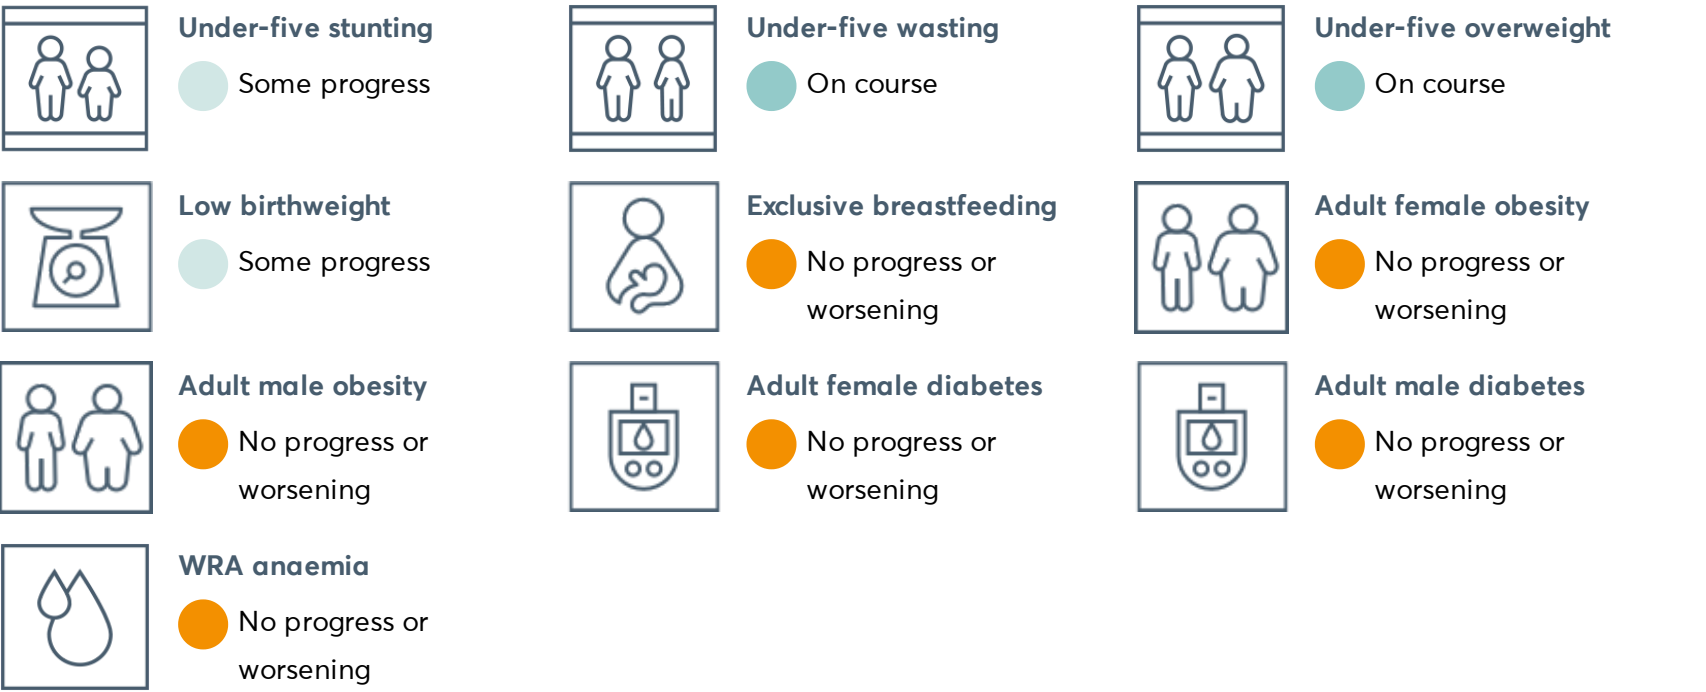 Under-five stunting
Some progress
Under-five wasting
On course
Under-five overweight
On course
Low birthweight
Some progress
Exclusive breastfeeding
No progress or
worsening
Adult female obesity
No progress or
worsening
Adult male obesity
No progress or
worsening
Adult female diabetes
No progress or
worsening
Adult male diabetes
No progress or
worsening
WRA anaemia
No progress or
worsening